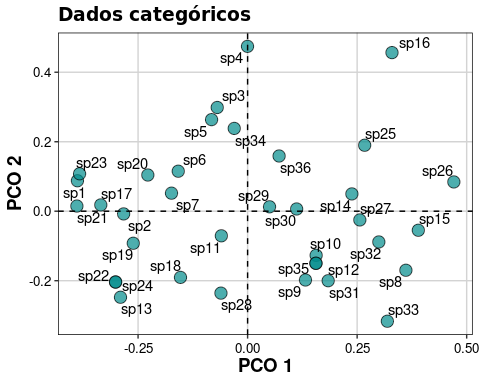 Dados categóricos
sp16
sp4
0.4
sp3
sp5
sp34
sp25
0.2
sp23
sp20
sp6
sp36
sp26
sp1
sp17
sp29
sp7
sp14
sp27
0.0
sp21
sp2
sp30
sp15
sp19
sp11
sp10
sp32
sp18
sp35
sp12
sp22
sp24
sp9
sp31
sp8
-0.2
sp13
sp28
sp33
-0.25
0.00
0.25
0.50
PCO 1
PCO 2